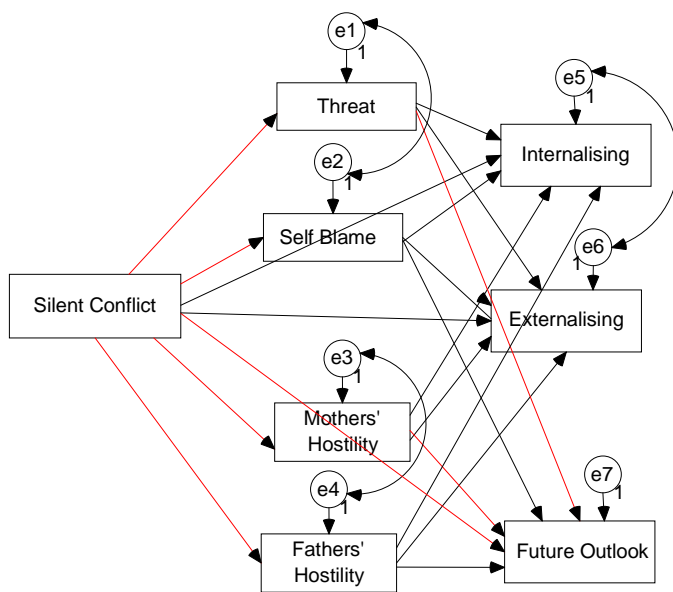 e1
1
Threat
e5
1
Internalising
e2
1
Self Blame
e6
1
Silent Conflict
Externalising
e3
1
Mothers'
Hostility
e4
1
e7
1
Fathers'
Hostility
Future Outlook